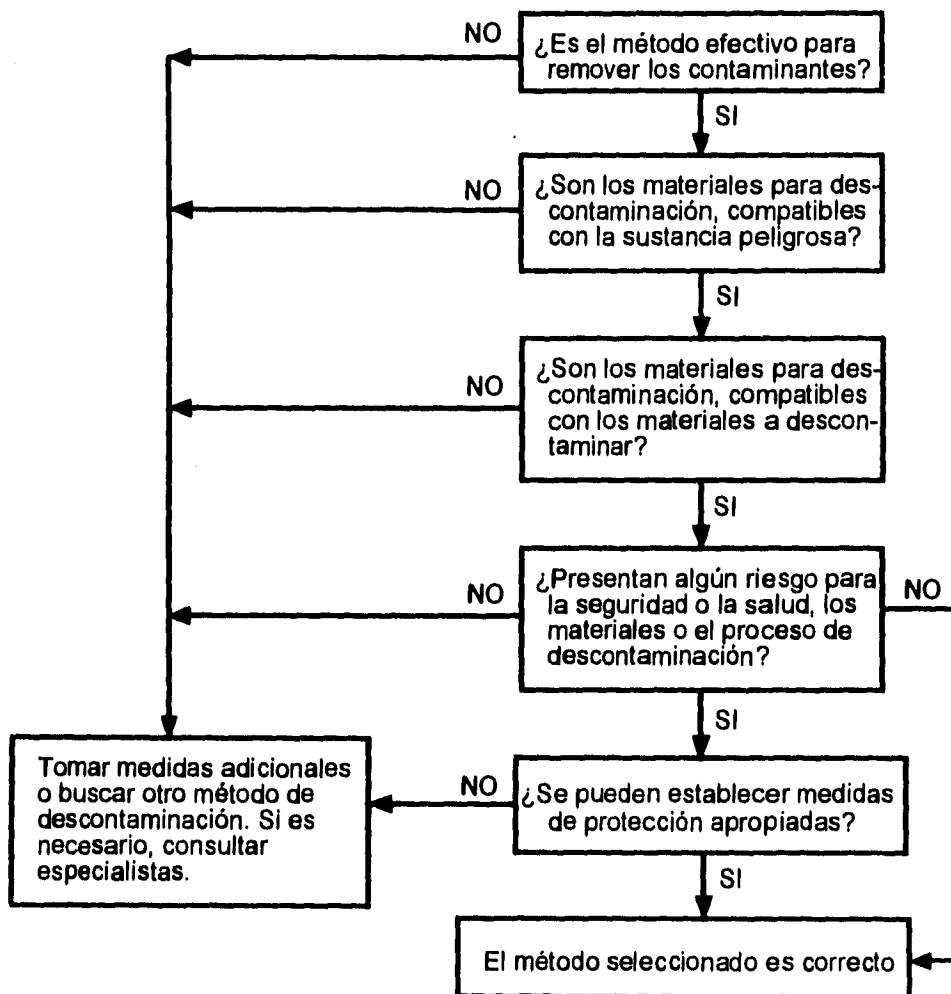 NO
¿Es el método efectivo para
remover los contaminantes?
SI
NO
¿Son los materiales para des-
contaminación, compatibles
con la sustancia peligrosa?
SI
NO
¿Son los materiales para des-
contaminación, compatibles
con los materiales a descon-
taminar?
SI
NO
¿Presentan algún riesgo para
la seguridad o la salud, los
materiales o el proceso de
descontaminación?
NO
SI
Tomar medidas adicionales
o buscar otro método de
descontaminación. Si es
necesario, consultar
especialistas.
NO
¿Se pueden establecer medidas
de protección apropiadas?
SI
El método seleccionado es correcto